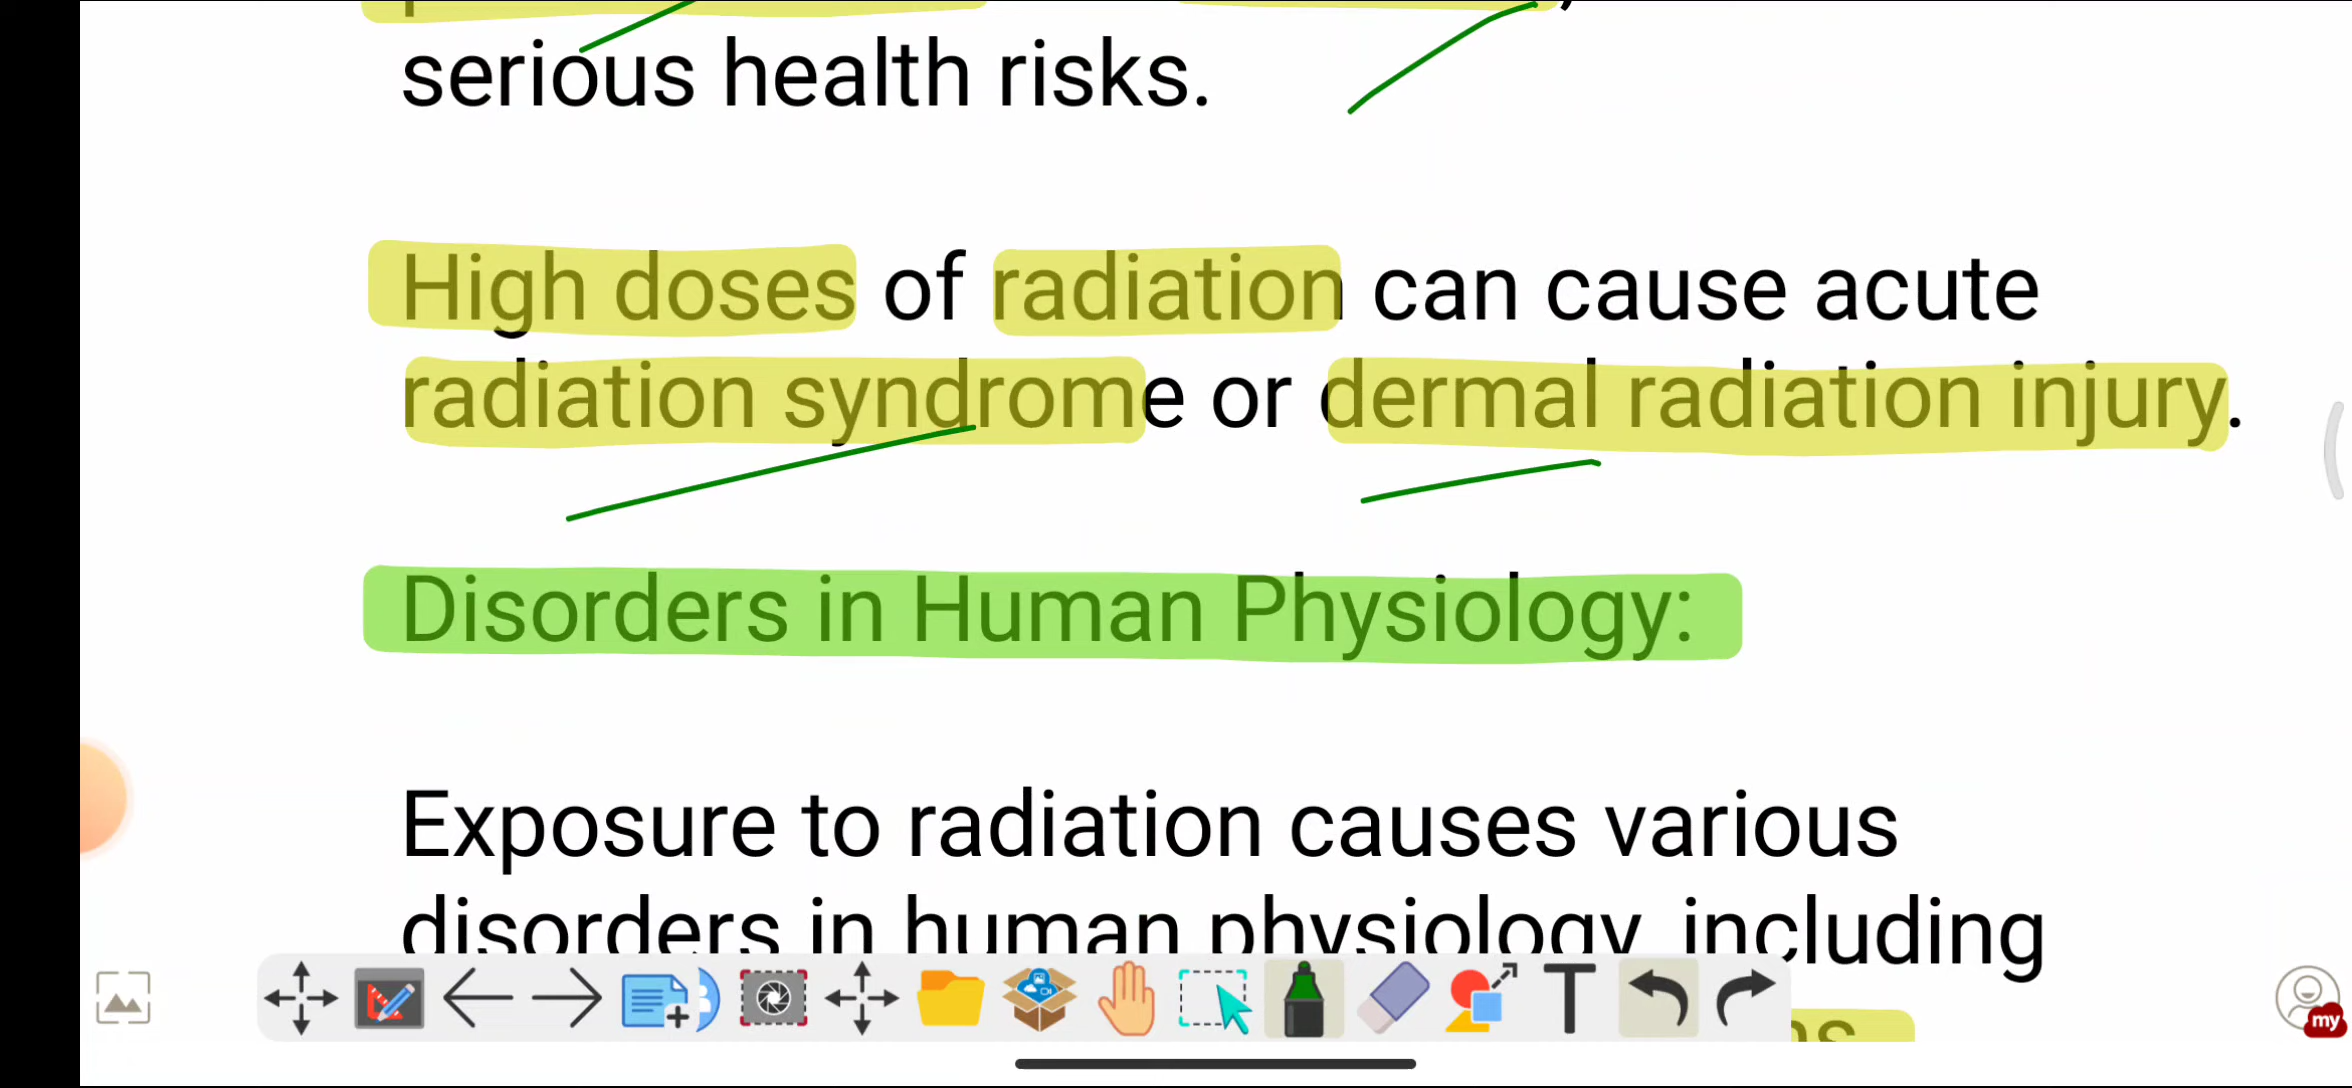 serious health risks.
High doses of radiation can cause acute
radiation syndrome or dermal radiation injury.
Disorders in Human Physiology:
Exposure to radiation causes various
disorders in human physiology, including
T
my